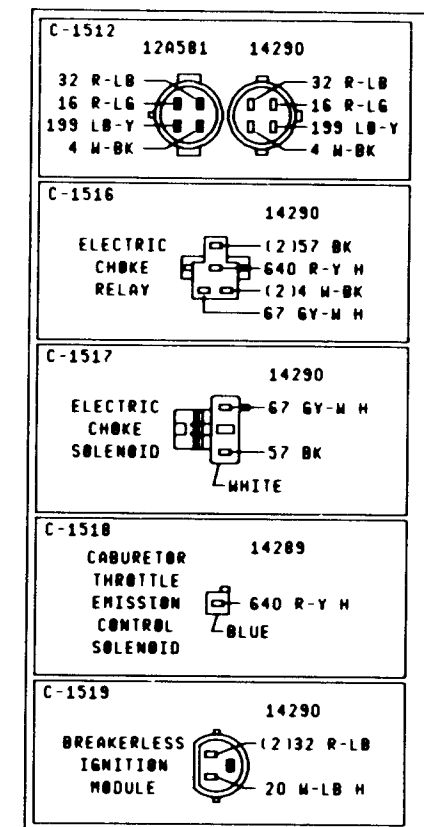 C-1512
12A581 14290
32 R-LB 32 R-LB
16 R-LG 16 R-LG
199 LB-Y 199 LB-Y
4 W-BK 4 W-BK
C-1516
14290
ELECTRIC (2)57 BK
CHOKE 640 R-Y H
RELAY (2)4 W-BK
67 GY-W H
C-1517
14290
ELECTRIC 67 GY-W H
CHOKE
SOLENOID 57 BK
WHITE
C-1518
14289
CABURETOR
THROTTLE
EMISSION 640 R-Y H
CONTROL BLUE
SOLENOID
C-1519
14290
BREAKERLESS (2)32 R-LB
IGNITION
MODULE 20 W-LB H